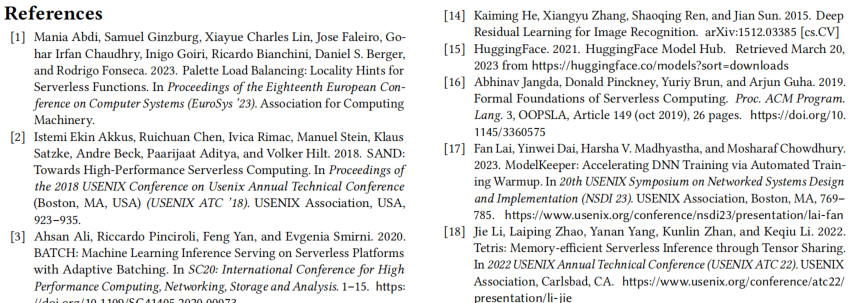 References
[1] Mania Abdi, Samuel Ginzburg, Xiayue Charles Lin, Jose Faleiro, Go-
har Irfan Chaudhry, Inigo Goiri, Ricardo Bianchini, Daniel S. Berger,
and Rodrigo Fonseca. 2023. Palette Load Balancing: Locality Hints for
Serverless Functions. In Proceedings of the Eighteenth European Con-
ference on Computer Systems (EuroSys '23). Association for Computing
Machinery.
[2] Istemi Ekin Akkus, Ruichuan Chen, Ivica Rimac, Manuel Stein, Klaus
Satzke, Andre Beck, Paarijaat Aditya, and Volker Hilt. 2018. SAND:
Towards High-Performance Serverless Computing. In Proceedings of
the 2018 USENIX Conference on Usenix Annual Technical Conference
(Boston, MA, USA) (USENIX ATC '18). USENIX Association, USA,
923–935.
[3] Ahsan Ali, Riccardo Pinciroli, Feng Yan, and Evgenia Smirni. 2020.
BATCH: Machine Learning Inference Serving on Serverless Platforms
with Adaptive Batching. In SC20: International Conference for High
Performance Computing, Networking, Storage and Analysis. 1–15. https:
//doi.org/10.1109/SC41405.2020.00073
[14] Kaiming He, Xiangyu Zhang, Shaoqing Ren, and Jian Sun. 2015. Deep
Residual Learning for Image Recognition. arXiv:1512.03385 [cs.CV]
[15] HuggingFace. 2021. HuggingFace Model Hub. Retrieved March 20,
2023 from https://huggingface.co/models?sort=downloads
[16] Abhinav Jangda, Donald Pinckney, Yuriy Brun, and Arjun Guha. 2019.
Formal Foundations of Serverless Computing. Proc. ACM Program.
Lang. 3, OOPSLA, Article 149 (oct 2019), 26 pages. https://doi.org/10.
1145/3360575
[17] Fan Lai, Yinwei Dai, Harsha V. Madhyastha, and Mosharaf Chowdhury.
2023. ModelKeeper: Accelerating DNN Training via Automated Train-
ing Warmup. In 20th USENIX Symposium on Networked Systems Design
and Implementation (NSDI 23). USENIX Association, Boston, MA, 769–
785. https://www.usenix.org/conference/nsdi23/presentation/lai-fan
[18] Jie Li, Laiping Zhao, Yanan Yang, Kunlin Zhan, and Keqiu Li. 2022.
Tetris: Memory-efficient Serverless Inference through Tensor Sharing.
In 2022 USENIX Annual Technical Conference (USENIX ATC 22). USENIX
Association, Carlsbad, CA. https://www.usenix.org/conference/atc22/
presentation/li-jie